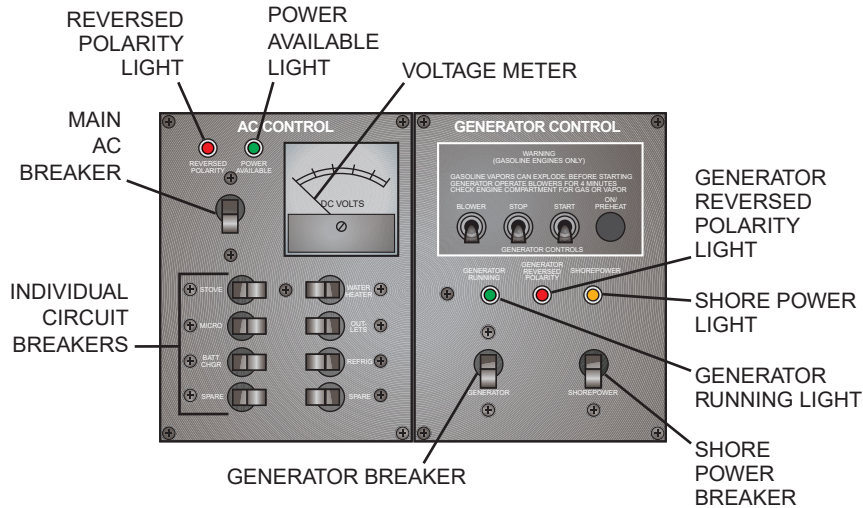 REVERSED
POLARITY
LIGHT
POWER
AVAILABLE
LIGHT
VOLTAGE METER
MAIN
AC
BREAKER
AC CONTROL
REVERSED
POLARITY
POWER
AVAILABLE
DC VOLTS
GENERATOR CONTROL
WARNING
(GASOLINE ENGINES ONLY)
GASOLINE VAPORS CAN EXPLODE. BEFORE STARTING
GENERATOR OPERATE BLOWERS FOR 4 MINUTES
CHECK ENGINE COMPARTMENT FOR GAS OR VAPOR
BLOWER
STOP
START
ON/
PREHEAT
GENERATOR CONTROLS
GENERATOR
REVERSED
POLARITY
LIGHT
INDIVIDUAL
CIRCUIT
BREAKERS
STOVE
WATER
HEATER
MICRO
OUT-
LETS
BATT
CHGR
REFRIG
SPARE
SPARE
GENERATOR
RUNNING
GENERATOR
REVERSED
POLARITY
SHOREPOWER
SHORE POWER
LIGHT
GENERATOR
SHOREPOWER
GENERATOR
RUNNING LIGHT
GENERATOR BREAKER
SHORE
POWER
BREAKER